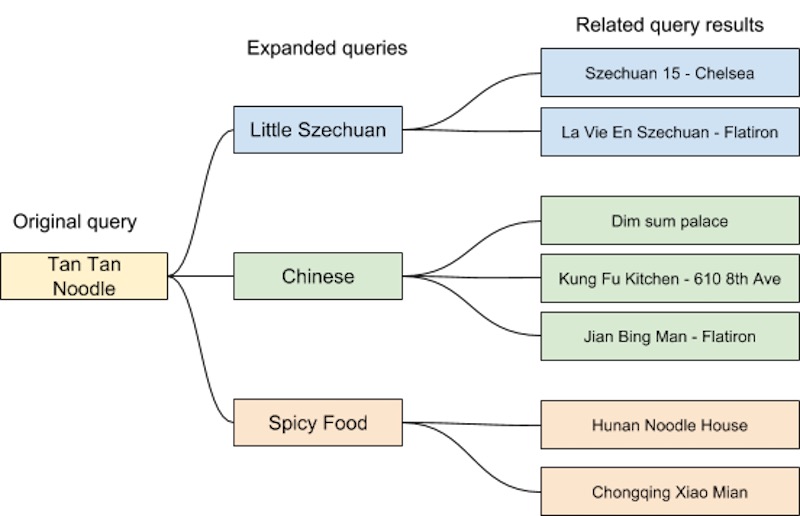 Related query results
Expanded queries
Szechuan 15 - Chelsea
Little Szechuan
La Vie En Szechuan - Flatiron
Original query
Dim sum palace
Tan Tan
Noodle
Chinese
Kung Fu Kitchen - 610 8th Ave
Jian Bing Man - Flatiron
Spicy Food
Hunan Noodle House
Chongqing Xiao Mian